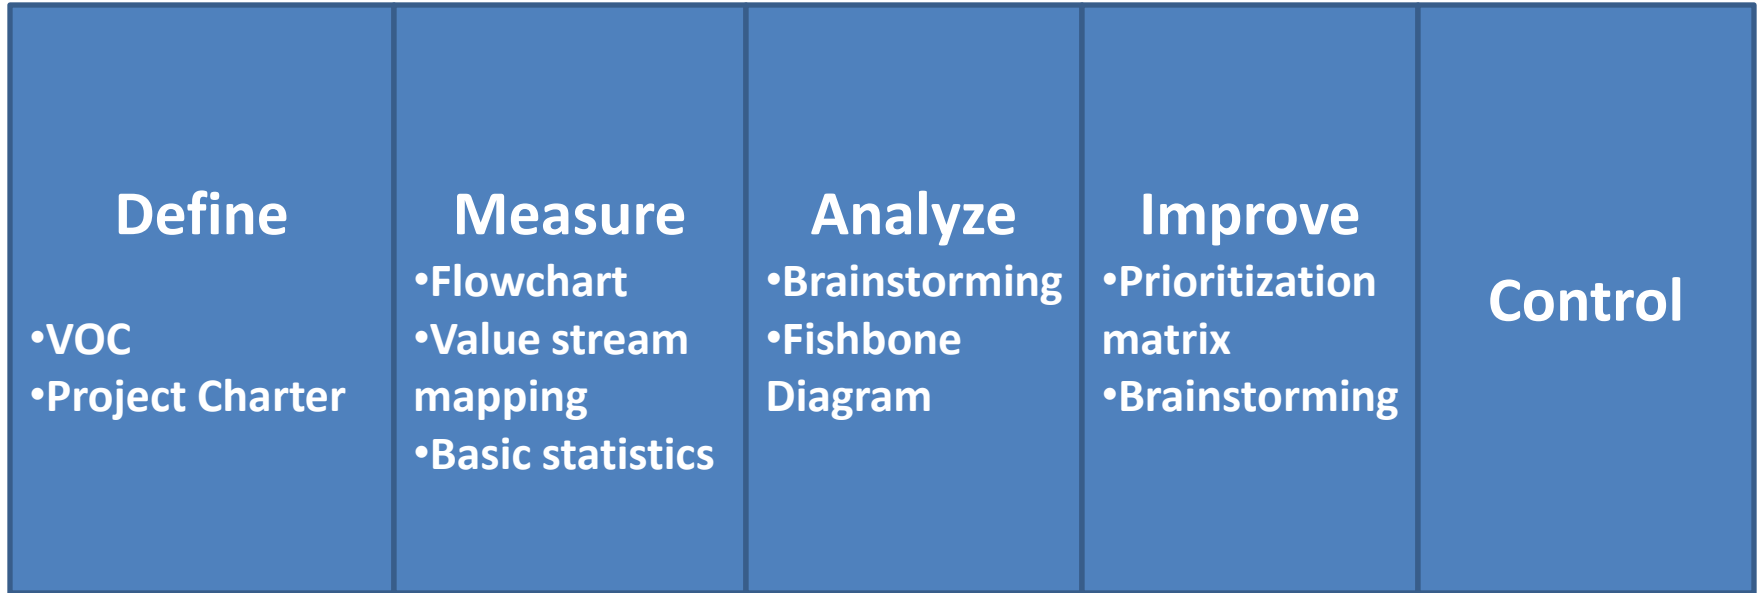 Define
•VOC
•Project Charter
Measure
•Flowchart
•Value stream
mapping
•Basic statistics
Analyze
•Brainstorming
•Fishbone
Diagram
Improve
•Prioritization
matrix
•Brainstorming
Control